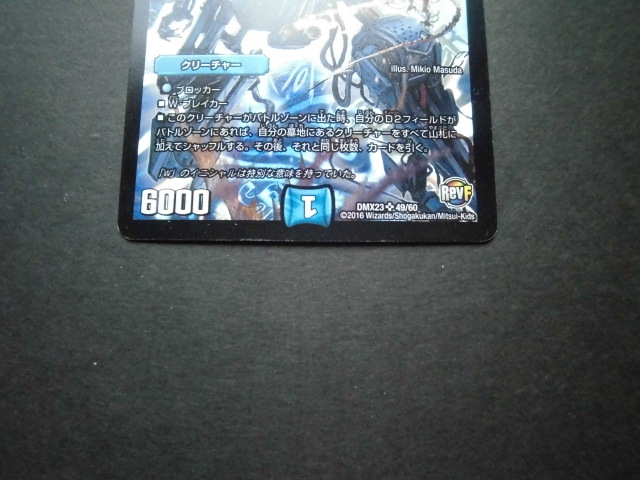 クリーチャー
illus. Mikio Masuda
ブロッカー
■ W・ブレイカー
■ このクリーチャーがバトルゾーンに出た時、自分のD2フィールドが
バトルゾーンにあれば、自分の墓地にあるクリーチャーをすべて山札に
加えてシャッフルする。その後、それと同じ枚数、カードを引く。
「W」のイニシャルは特別な意味を持っていた。
RevF
6000
1
DMX23 49/60
©2016 Wizards/Shogakukan/Mitsui-Kids